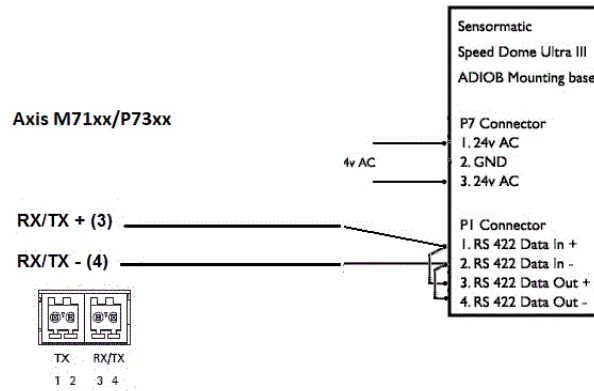 Sensormatic
Speed Dome Ultra III
ADIOB Mounting base
Axis M71xx/P73xx
P7 Connector
1. 24v AC
4v AC
2. GND
3. 24v AC
RX/TX + (3)
P1 Connector
1. RS 422 Data In +
RX/TX - (4)
2. RS 422 Data In -
3. RS 422 Data Out +
4. RS 422 Data Out -
TX RX/TX
1 2 3 4